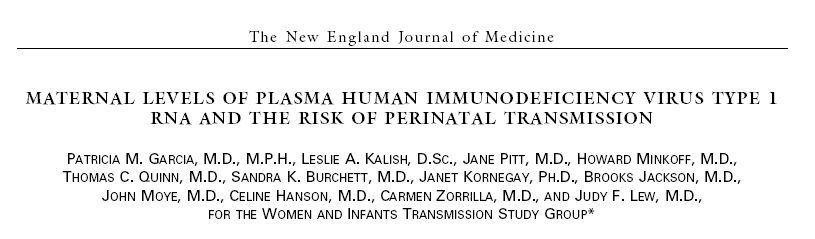 The New England Journal of Medicine
MATERNAL LEVELS OF PLASMA HUMAN IMMUNODEFICIENCY VIRUS TYPE 1
RNA AND THE RISK OF PERINATAL TRANSMISSION
PATRICIA M. GARCIA, M.D., M.P.H., LESLIE A. KALISH, D.SC., JANE PITT, M.D., HOWARD MINKOFF, M.D.,
THOMAS C. QUINN, M.D., SANDRA K. BURCHETT, M.D., JANET KORNEGAY, PH.D., BROOKS JACKSON, M.D.,
JOHN MOYE, M.D., CELINE HANSON, M.D., CARMEN ZORRILLA, M.D., AND JUDY F. LEW, M.D.,
FOR THE WOMEN AND INFANTS TRANSMISSION STUDY GROUP*